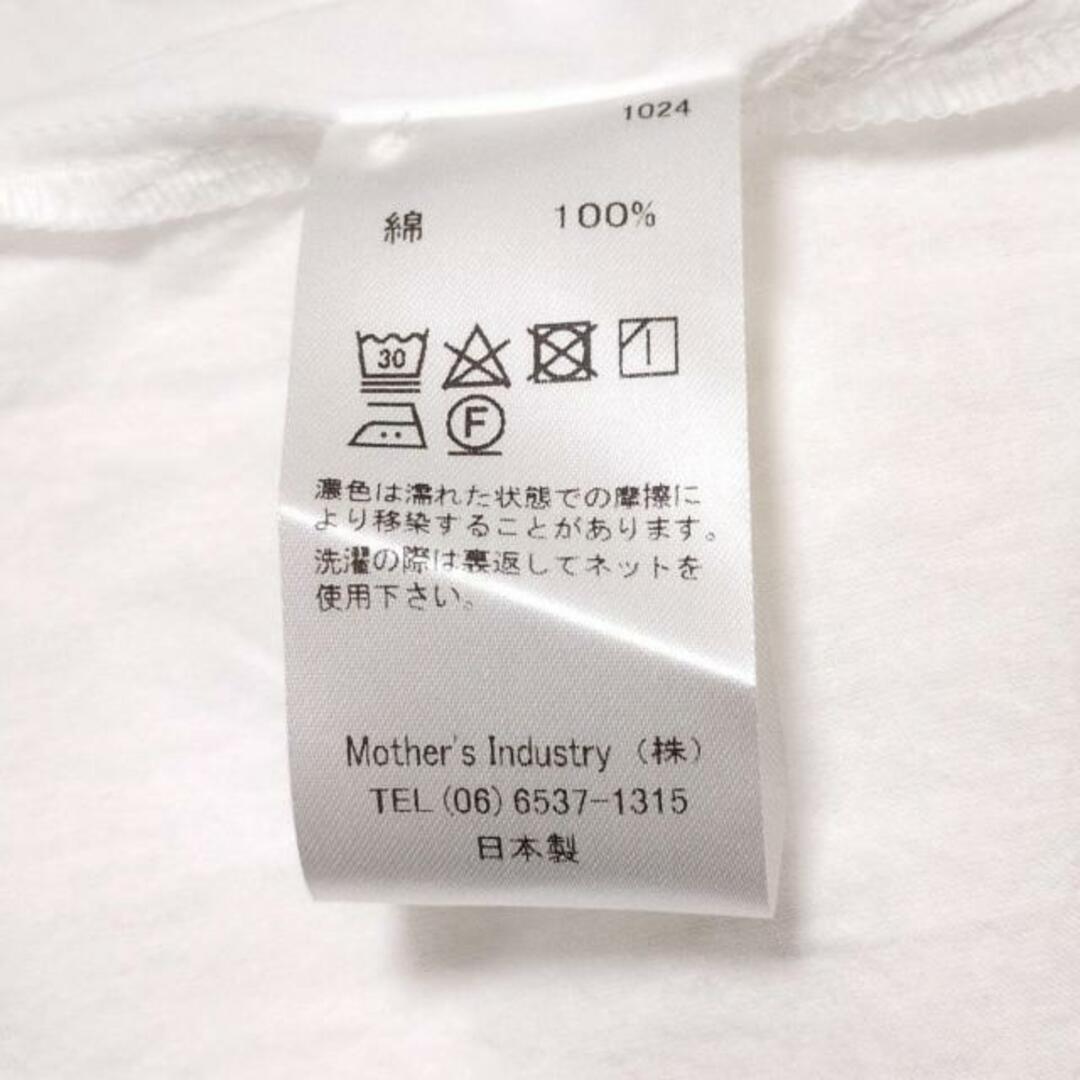 1024
綿 100%
30
F
濃色は濡れた状態での摩擦に
より移染することがあります。
洗濯の際は裏返してネットを
使用下さい。
Mother's Industry （株）
TEL (06) 6537-1315
日本製